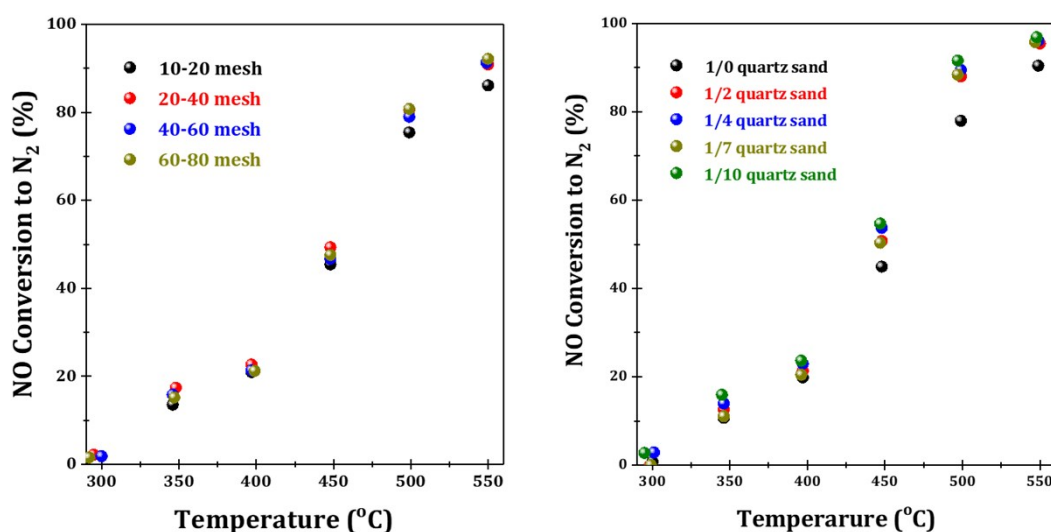 NO Conversion to N2 (%)
100
80
60
40
20
0
10-20 mesh
20-40 mesh
40-60 mesh
60-80 mesh
300
350
400
450
500
550
Temperature (oC)
NO Conversion to N2 (%)
100
80
60
40
20
0
1/0 quartz sand
1/2 quartz sand
1/4 quartz sand
1/7 quartz sand
1/10 quartz sand
300
350
400
450
500
550
Temperarure (oC)